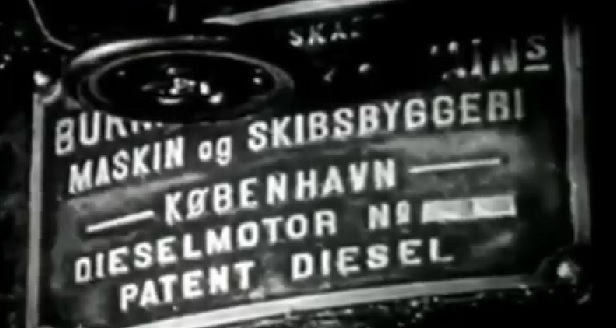 MASKIN og SKIBSBYGGERI
KØBENHAVN
DIESELMOTOR Nº
PATENT DIESEL